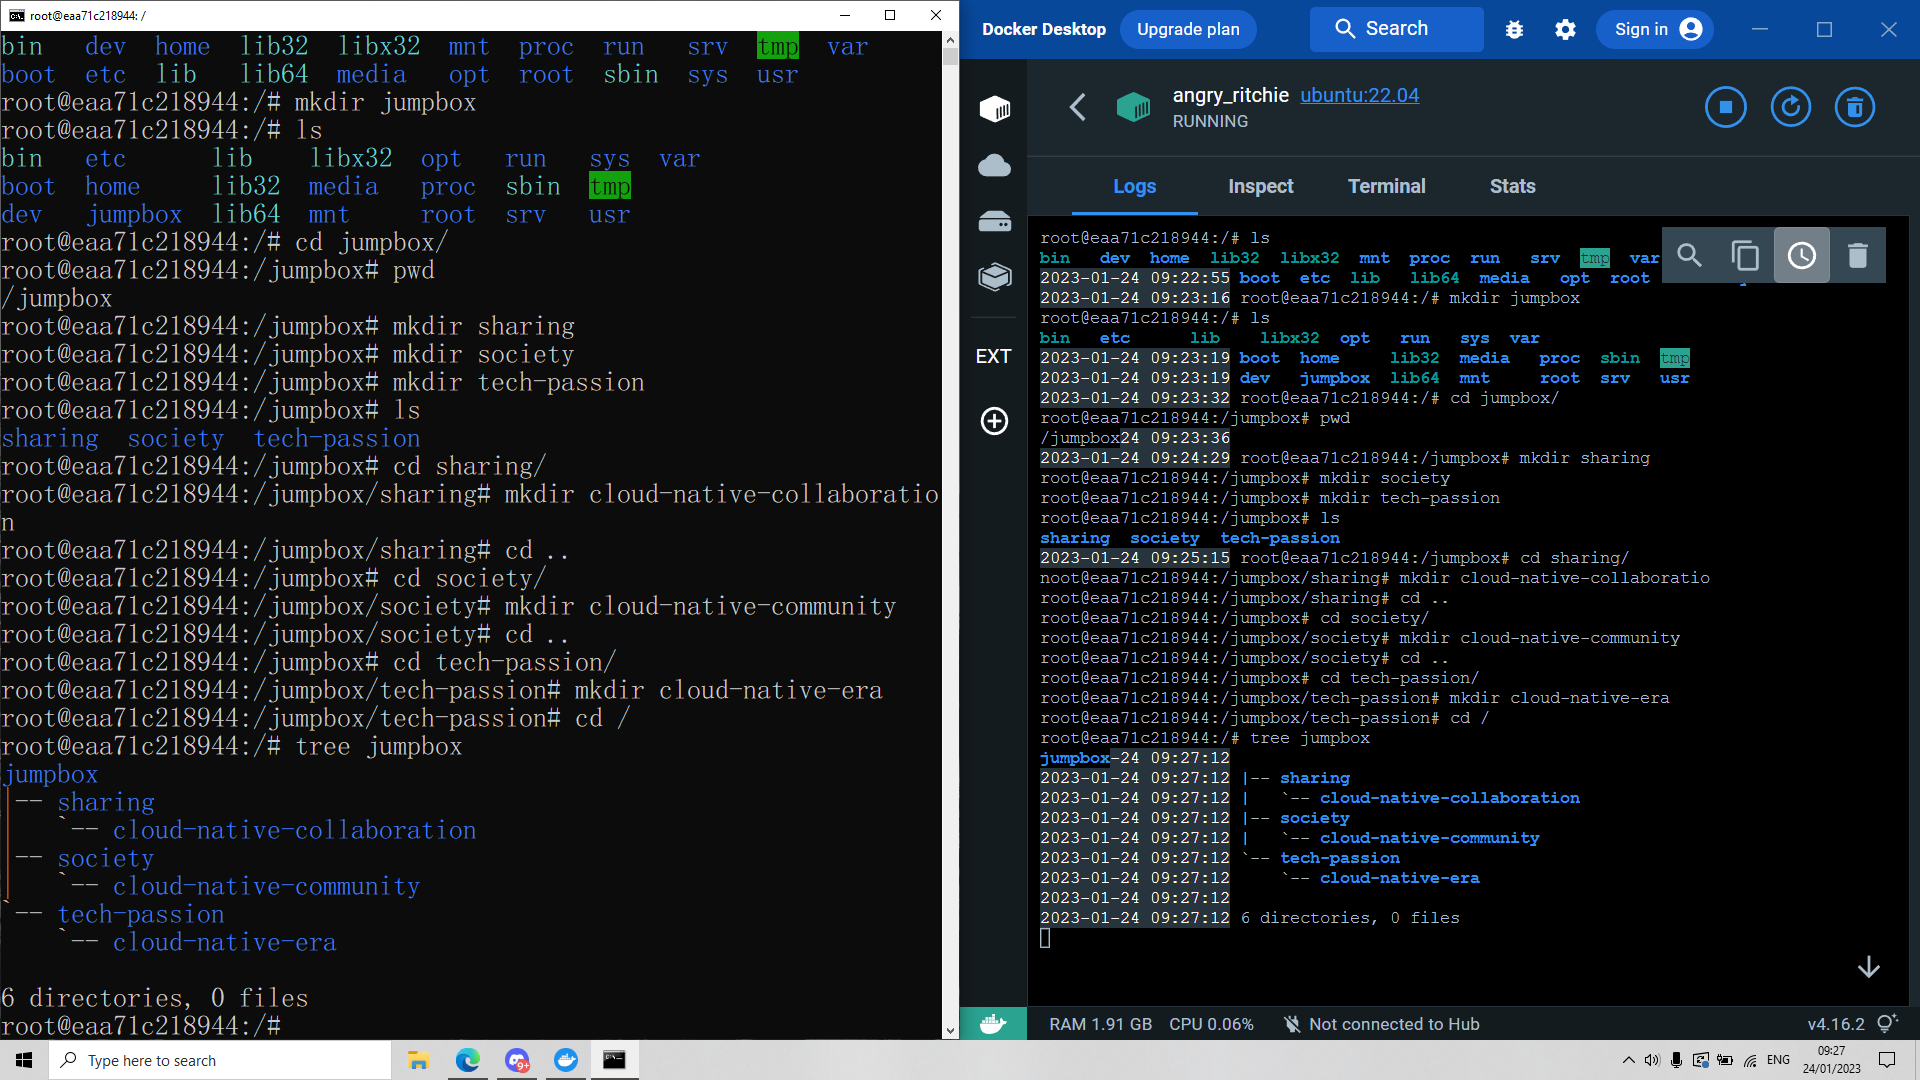 root@eaa71c218944: /
bin   dev  home  lib32  libx32  mnt  proc  run   srv  tmp  var
boot  etc  lib   lib64  media   opt  root  sbin  sys  usr
root@eaa71c218944:/# mkdir jumpbox
root@eaa71c218944:/# ls
bin   etc      lib    libx32  opt   run   sys  var
boot  home     lib32  media   proc  sbin  tmp
dev   jumpbox  lib64  mnt     root  srv   usr
root@eaa71c218944:/# cd jumpbox/
root@eaa71c218944:/jumpbox# pwd
/jumpbox
root@eaa71c218944:/jumpbox# mkdir sharing
root@eaa71c218944:/jumpbox# mkdir society
root@eaa71c218944:/jumpbox# mkdir tech-passion
root@eaa71c218944:/jumpbox# ls
sharing  society  tech-passion
root@eaa71c218944:/jumpbox# cd sharing/
root@eaa71c218944:/jumpbox/sharing# mkdir cloud-native-collaboratio
n
root@eaa71c218944:/jumpbox/sharing# cd ..
root@eaa71c218944:/jumpbox# cd society/
root@eaa71c218944:/jumpbox/society# mkdir cloud-native-community
root@eaa71c218944:/jumpbox/society# cd ..
root@eaa71c218944:/jumpbox# cd tech-passion/
root@eaa71c218944:/jumpbox/tech-passion# mkdir cloud-native-era
root@eaa71c218944:/jumpbox/tech-passion# cd /
root@eaa71c218944:/# tree jumpbox
jumpbox
|-- sharing
|   `-- cloud-native-collaboration
|-- society
|   `-- cloud-native-community
`-- tech-passion
    `-- cloud-native-era
6 directories, 0 files
root@eaa71c218944:/#
Docker Desktop
Upgrade plan
Search
Sign in
angry_ritchie ubuntu:22.04
RUNNING
Logs
Inspect
Terminal
Stats
EXT
root@eaa71c218944:/# ls
bin   dev  home  lib32  libx32  mnt  proc  run   srv  tmp  var
2023-01-24 09:22:55 boot  etc  lib   lib64  media   opt  root
2023-01-24 09:23:16 root@eaa71c218944:/# mkdir jumpbox
root@eaa71c218944:/# ls
bin   etc      lib    libx32  opt   run   sys  var
2023-01-24 09:23:19 boot  home     lib32  media   proc  sbin  tmp
2023-01-24 09:23:19 dev   jumpbox  lib64  mnt     root  srv   usr
2023-01-24 09:23:32 root@eaa71c218944:/# cd jumpbox/
root@eaa71c218944:/jumpbox# pwd
/jumpbox24 09:23:36
2023-01-24 09:24:29 root@eaa71c218944:/jumpbox# mkdir sharing
root@eaa71c218944:/jumpbox# mkdir society
root@eaa71c218944:/jumpbox# mkdir tech-passion
root@eaa71c218944:/jumpbox# ls
sharing  society  tech-passion
2023-01-24 09:25:15 root@eaa71c218944:/jumpbox# cd sharing/
noot@eaa71c218944:/jumpbox/sharing# mkdir cloud-native-collaboratio
root@eaa71c218944:/jumpbox/sharing# cd ..
root@eaa71c218944:/jumpbox# cd society/
root@eaa71c218944:/jumpbox/society# mkdir cloud-native-community
root@eaa71c218944:/jumpbox/society# cd ..
root@eaa71c218944:/jumpbox# cd tech-passion/
root@eaa71c218944:/jumpbox/tech-passion# mkdir cloud-native-era
root@eaa71c218944:/jumpbox/tech-passion# cd /
root@eaa71c218944:/# tree jumpbox
jumpbox-24 09:27:12
2023-01-24 09:27:12 |-- sharing
2023-01-24 09:27:12 |   `-- cloud-native-collaboration
2023-01-24 09:27:12 |-- society
2023-01-24 09:27:12 |   `-- cloud-native-community
2023-01-24 09:27:12 `-- tech-passion
2023-01-24 09:27:12     `-- cloud-native-era
2023-01-24 09:27:12
2023-01-24 09:27:12 6 directories, 0 files
RAM 1.91 GB  CPU 0.06%  Not connected to Hub
v4.16.2
Type here to search
9+
ENG
09:27
24/01/2023